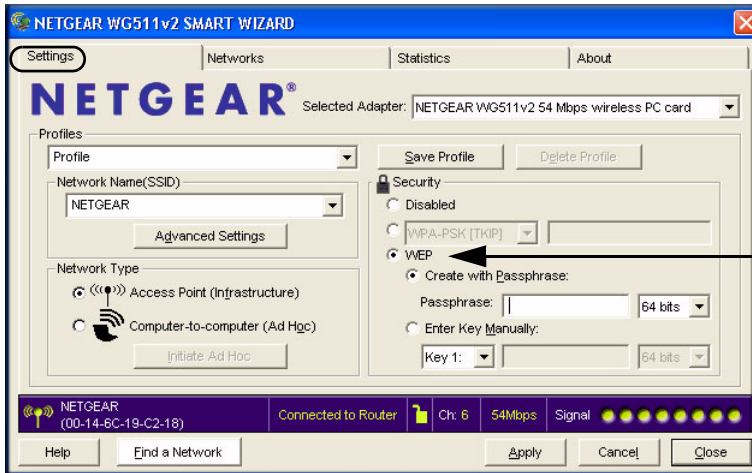 NETGEAR WG511v2 SMART WIZARD
Settings Networks Statistics About
NETGEAR® Selected Adapter: NETGEAR WG511v2 54 Mbps wireless PC card
Profiles
Profile Save Profile Delete Profile
Network Name(SSID)
NETGEAR
Advanced Settings
Security
Disabled
WPA-PSK [TKIP]
WEP
Create with Passphrase:
Passphrase: 64 bits
Enter Key Manually:
Key 1: 64 bits
Network Type
Access Point (Infrastructure)
Computer-to-computer (Ad Hoc)
Initiate Ad Hoc
NETGEAR
(00-14-6C-19-C2-18)
Connected to Router Ch: 6 54Mbps Signal
Help Find a Network Apply Cancel Close